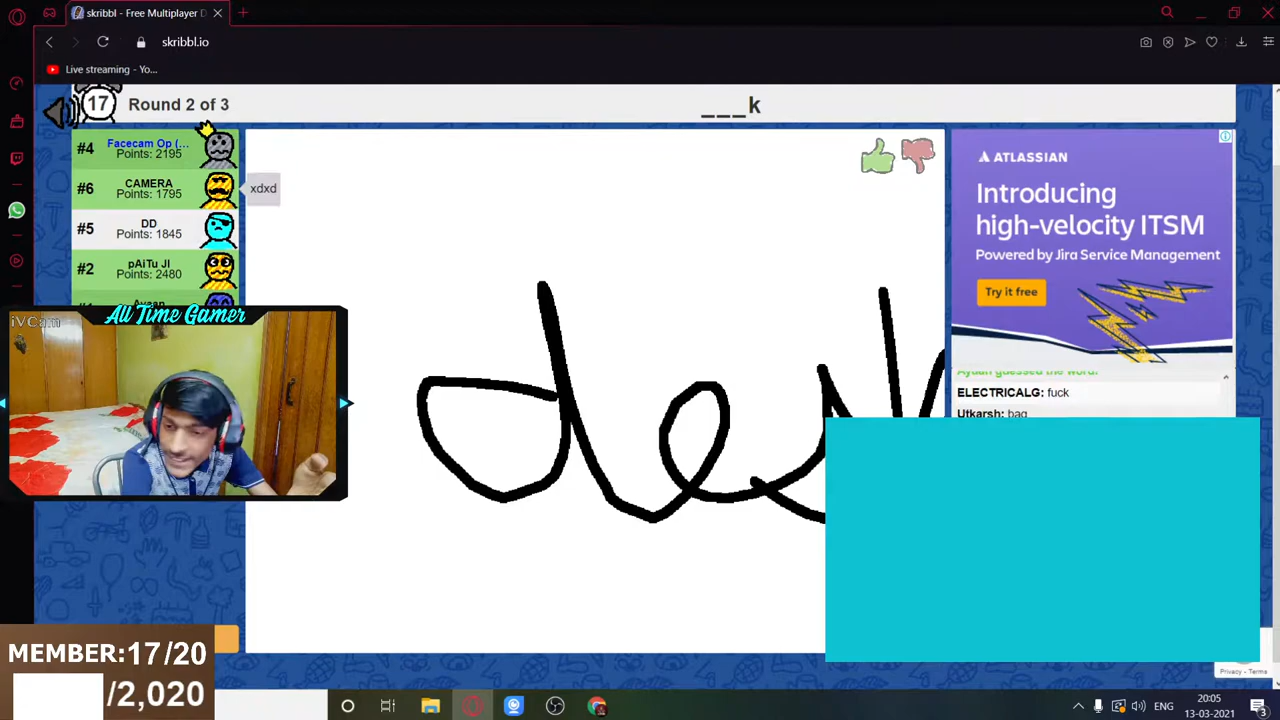 skribbl - Free Multiplayer D
skribbl.io
Live streaming - Yo...
17
Round 2 of 3
___k
#4
Facecam Op (...
Points: 2195
#6
CAMERA
Points: 1795
xdxd
#5
DD
Points: 1845
#2
pAiTu JI
Points: 2480
All Time Gamer
iVCam
ATLASSIAN
Introducing
high-velocity ITSM
Powered by Jira Service Management
Try it free
Ayaan guessed the word!
ELECTRICALG: fuck
Utkarsh: bag
MEMBER:17/20
/2,020
Privacy - Terms
ENG
20:05
13-03-2021
3